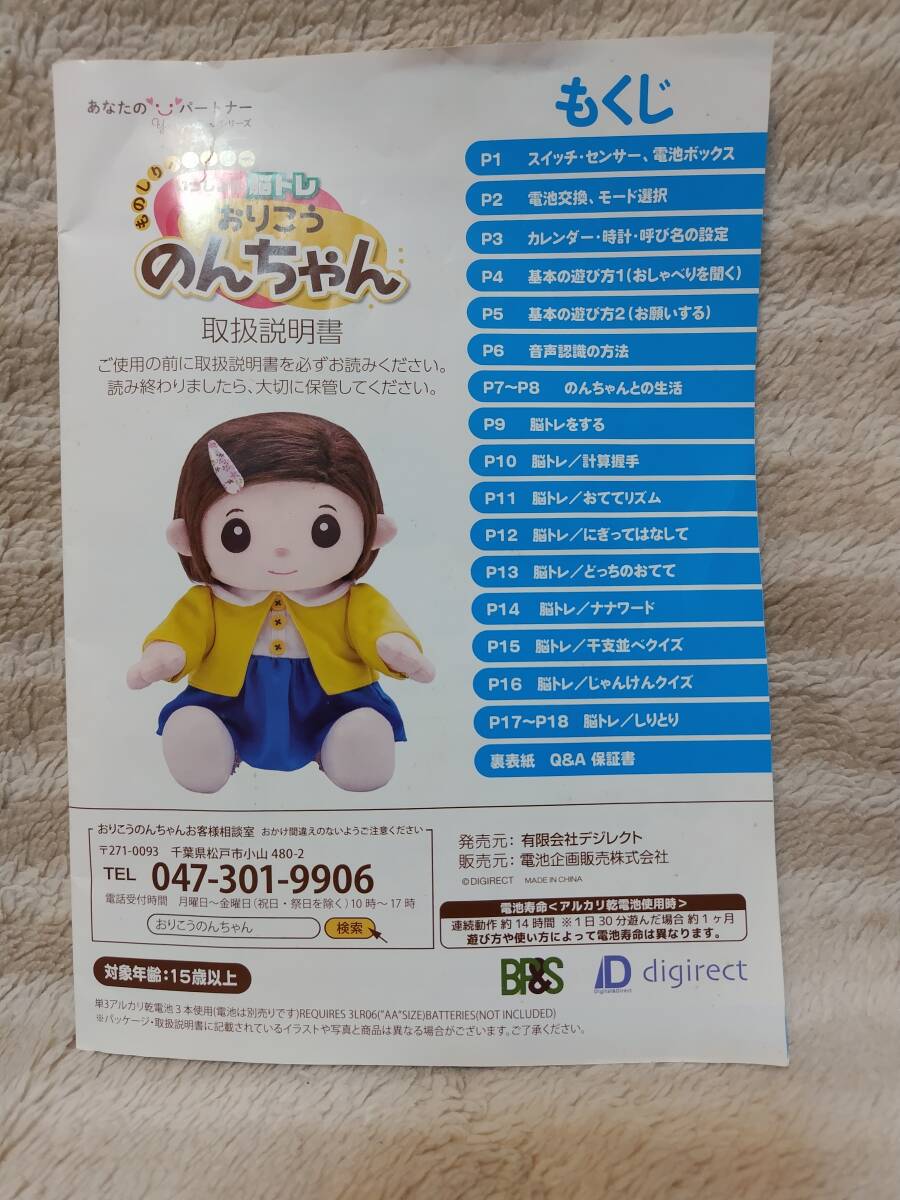 あなたの パートナー
シリーズ
ものしり
脳トレ
おりこう
のんちゃん
取扱説明書
ご使用の前に取扱説明書を必ずお読みください。
読み終わりましたら、大切に保管してください。
もくじ
P1 スイッチ・センサー、電池ボックス
P2 電池交換、モード選択
P3 カレンダー・時計・呼び名の設定
P4 基本の遊び方1(おしゃべりを聞く)
P5 基本の遊び方2(お願いする)
P6 音声認識の方法
P7〜P8 のんちゃんとの生活
P9 脳トレをする
P10 脳トレ/計算握手
P11 脳トレ/おててリズム
P12 脳トレ/にぎってはなして
P13 脳トレ/どっちのおてて
P14 脳トレ/ナナワード
P15 脳トレ/干支並べクイズ
P16 脳トレ/じゃんけんクイズ
P17〜P18 脳トレ/しりとり
裏表紙 Q&A 保証書
おりこうのんちゃんお客様相談室 おかけ間違えのないようご注意ください
〒271-0093 千葉県松戸市小山 480-2
TEL 047-301-9906
電話受付時間 月曜日〜金曜日(祝日・祭日を除く)10時〜17時
おりこうのんちゃん 検索
発売元:有限会社デジレクト
販売元:電池企画販売株式会社
©DIGIRECT MADE IN CHINA
電池寿命<アルカリ乾電池使用時>
連続動作 約14時間 ※1日30分遊んだ場合 約1ヶ月
遊び方や使い方によって電池寿命は異なります。
対象年齢:15歳以上
BP&S
D digirect
Digital&Direct
単3アルカリ乾電池3本使用(電池は別売りです)REQUIRES 3LR06("AA"SIZE)BATTERIES(NOT INCLUDED)
※パッケージ・取扱説明書に記載されているイラストや写真と商品は異なる場合がございます。ご了承ください。